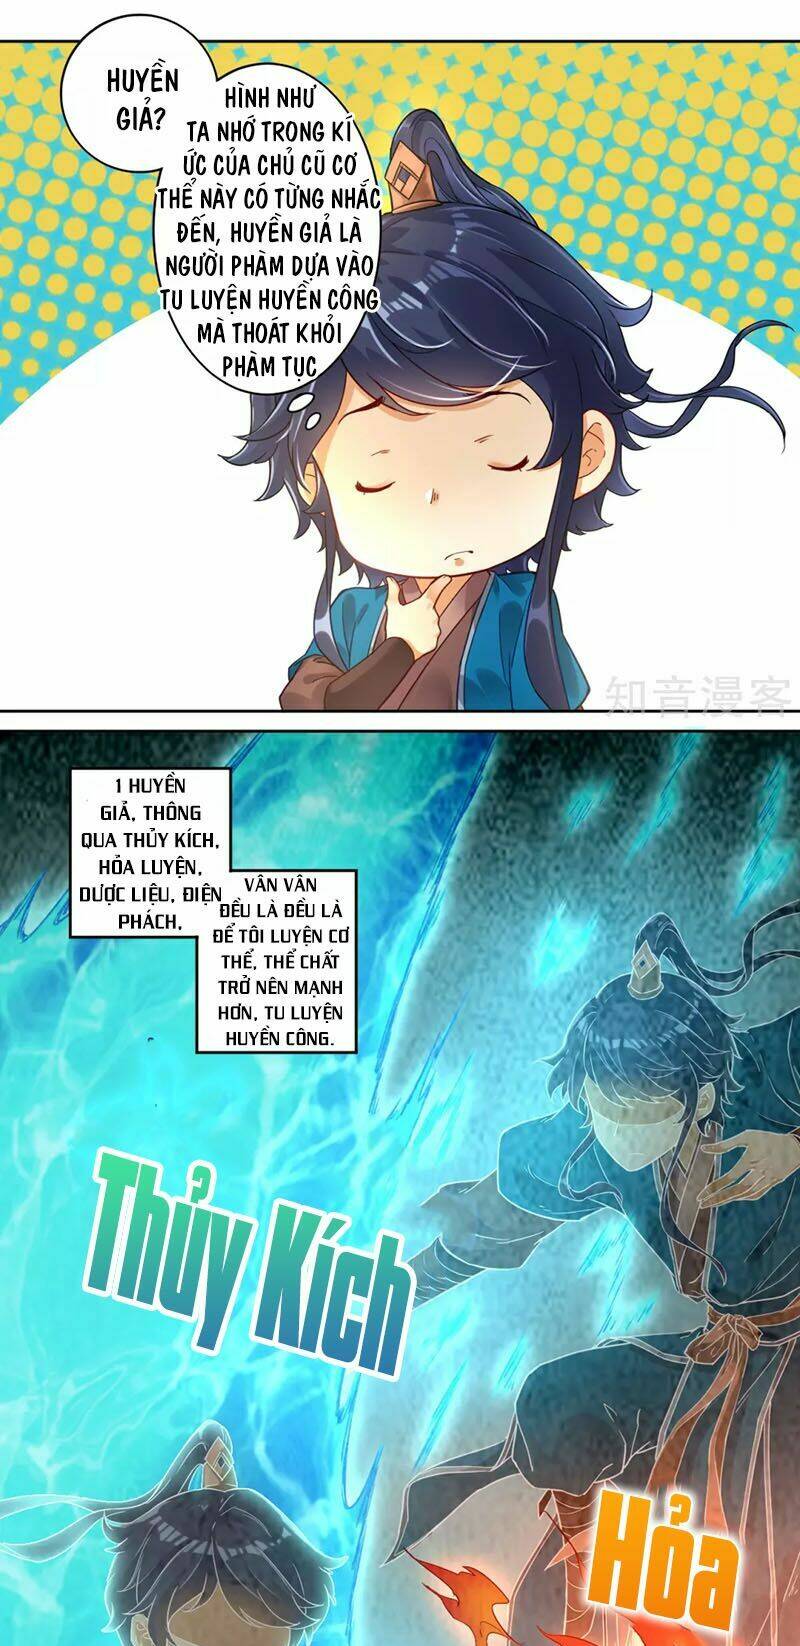 HUYỀN
GIẢ?
HÌNH NHƯ
TA NHỚ TRONG KÍ
ỨC CỦA CHỦ CŨ CƠ
THỂ NÀY CÓ TỪNG NHẮC
ĐẾN, HUYỀN GIẢ LÀ
NGƯỜI PHÀM DỰA VÀO
TU LUYỆN HUYỀN CÔNG
MÀ THOÁT KHỎI
PHÀM TỤC
知音漫客
1 HUYỀN
GIẢ, THÔNG
QUA THỦY KÍCH,
HỎA LUYỆN,
DƯỢC LIỆU, ĐIỆN
PHÁCH,
VÂN VÂN
ĐỀU LÀ ĐỀU LÀ
ĐỂ TÔI LUYỆN CƠ
THỂ, THỂ CHẤT
TRỞ NÊN MẠNH
HƠN, TU LUYỆN
HUYỀN CÔNG.
Thủy Kích
Hỏa